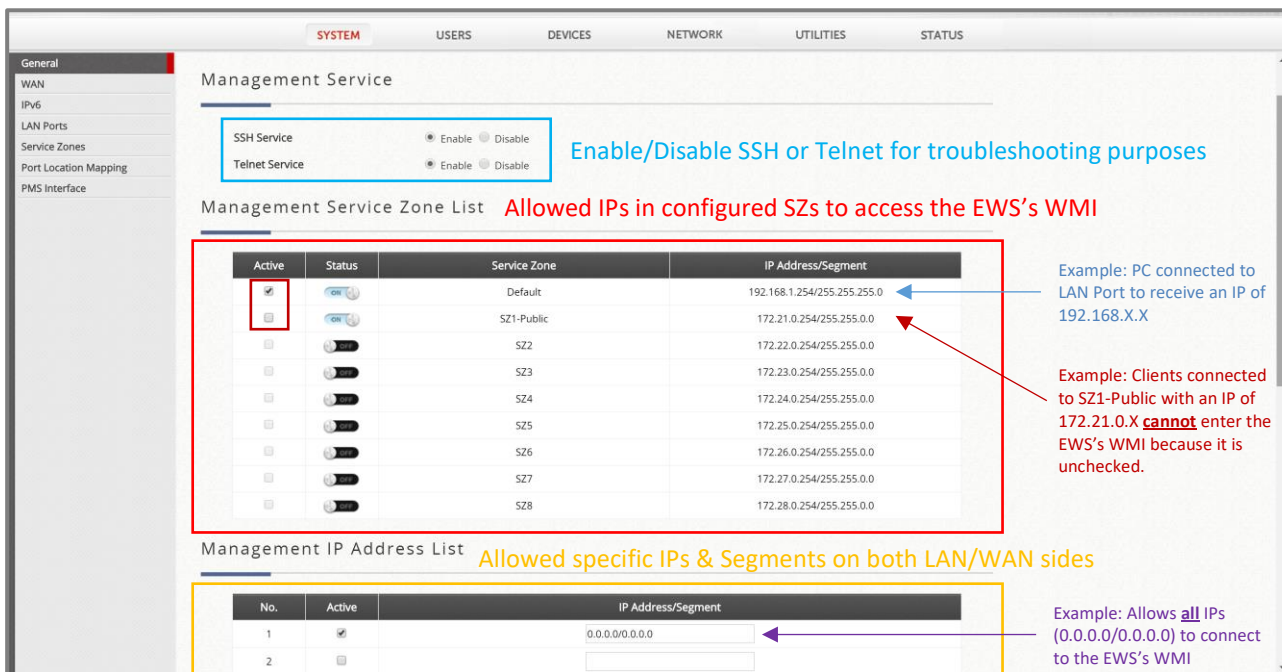 SYSTEM USERS DEVICES NETWORK UTILITIES STATUS
General
WAN
IPv6
LAN Ports
Service Zones
Port Location Mapping
PMS Interface
Management Service
SSH Service Enable Disable
Telnet Service Enable Disable
Enable/Disable SSH or Telnet for troubleshooting purposes
Management Service Zone List Allowed IPs in configured SZs to access the EWS's WMI
Active Status Service Zone IP Address/Segment
ON Default 192.168.1.254/255.255.255.0
ON SZ1-Public 172.21.0.254/255.255.0.0
OFF SZ2 172.22.0.254/255.255.0.0
OFF SZ3 172.23.0.254/255.255.0.0
OFF SZ4 172.24.0.254/255.255.0.0
OFF SZ5 172.25.0.254/255.255.0.0
OFF SZ6 172.26.0.254/255.255.0.0
OFF SZ7 172.27.0.254/255.255.0.0
OFF SZ8 172.28.0.254/255.255.0.0
Example: PC connected to
LAN Port to receive an IP of
192.168.X.X
Example: Clients connected
to SZ1-Public with an IP of
172.21.0.X cannot enter the
EWS's WMI because it is
unchecked.
Management IP Address List Allowed specific IPs & Segments on both LAN/WAN sides
No. Active IP Address/Segment
1 0.0.0.0/0.0.0.0
2
Example: Allows all IPs
(0.0.0.0/0.0.0.0) to connect
to the EWS's WMI